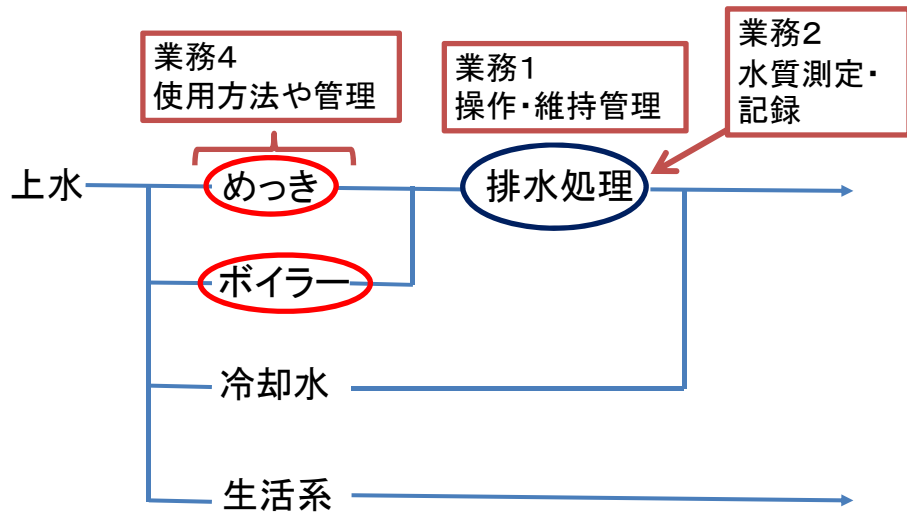 業務4
使用方法や管理
業務1
操作・維持管理
業務2
水質測定・
記録
上水
めっき
排水処理
ボイラー
冷却水
生活系